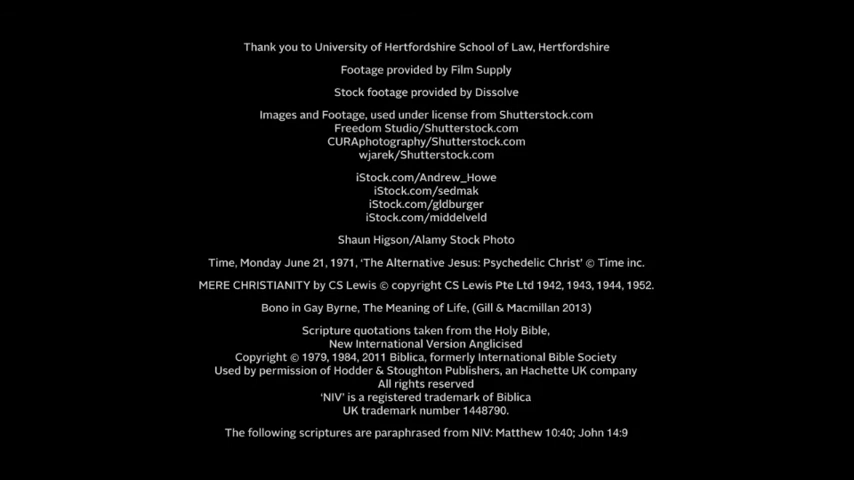 Thank you to University of Hertfordshire School of Law, Hertfordshire
Footage provided by Film Supply
Stock footage provided by Dissolve
Images and Footage, used under license from Shutterstock.com
Freedom Studio/Shutterstock.com
CURAphotography/Shutterstock.com
wjarek/Shutterstock.com
iStock.com/Andrew_Howe
iStock.com/sedmak
iStock.com/gldburger
iStock.com/middelveld
Shaun Higson/Alamy Stock Photo
Time, Monday June 21, 1971, ‘The Alternative Jesus: Psychedelic Christ’ © Time inc.
MERE CHRISTIANITY by CS Lewis © copyright CS Lewis Pte Ltd 1942, 1943, 1944, 1952.
Bono in Gay Byrne, The Meaning of Life, (Gill & Macmillan 2013)
Scripture quotations taken from the Holy Bible,
New International Version Anglicised
Copyright © 1979, 1984, 2011 Biblica, formerly International Bible Society
Used by permission of Hodder & Stoughton Publishers, an Hachette UK company
All rights reserved
‘NIV’ is a registered trademark of Biblica
UK trademark number 1448790.
The following scriptures are paraphrased from NIV: Matthew 10:40; John 14:9